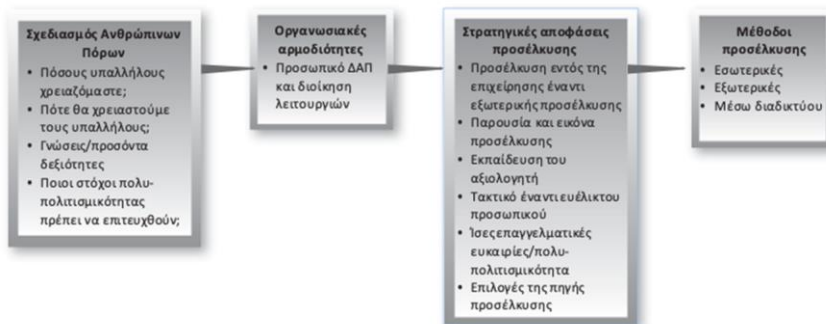 Σχεδιασμός Ανθρώπινων
Πόρων
• Πόσους υπαλλήλους
χρειαζόμαστε;
• Πότε θα χρειαστούμε
τους υπαλλήλους;
• Γνώσεις/προσόντα
δεξιότητες
• Ποιοι στόχοι πολυ-
πολιτισμικότητας
πρέπει να επιτευχθούν;
Οργανωσιακές
αρμοδιότητες
• Προσωπικό ΔΑΠ
και διοίκηση
λειτουργιών
Στρατηγικές αποφάσεις
προσέλκυσης
• Προσέλκυση εντός της
επιχείρησης έναντι
εξωτερικής προσέλκυσης
• Παρουσία και εικόνα
προσέλκυσης
• Εκπαίδευση του
αξιολογητή
• Τακτικό έναντι ευέλικτου
προσωπικού
• Ίσες επαγγελματικές
ευκαιρίες/πολυ-
πολιτισμικότητα
• Επιλογές της πηγής
προσέλκυσης
Μέθοδοι
προσέλκυσης
• Εσωτερικές
• Εξωτερικές
• Μέσω διαδικτύου